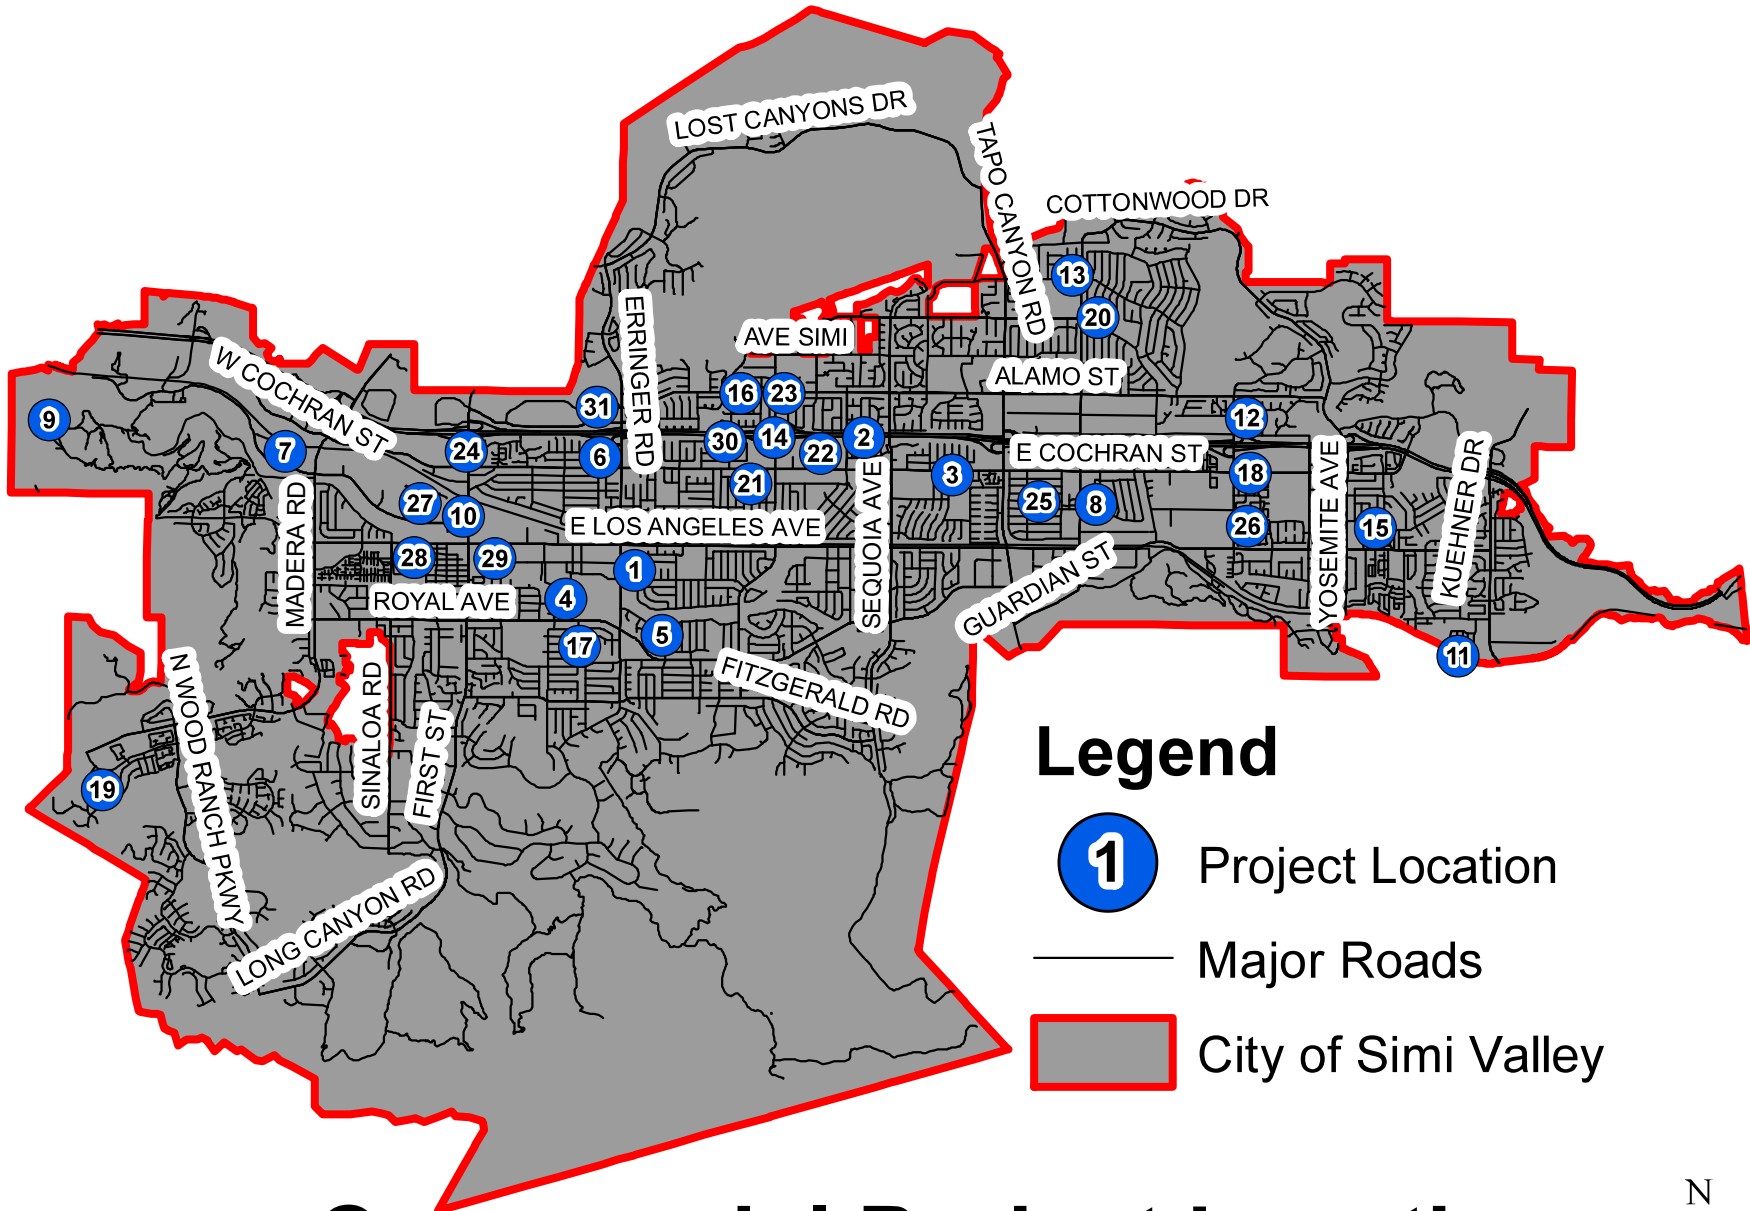 LOST CANYONS DR
TAPO CANYON RD
COTTONWOOD DR
13
20
ERRINGER RD
AVE SIMI
ALAMO ST
W COCHRAN ST
16
23
31
9
12
7
24
6
30
14
22
2
E COCHRAN ST
3
18
21
YOSEMITE AVE
KUEHNER DR
MADERA RD
27
10
25
8
E LOS ANGELES AVE
26
15
SEQUOIA AVE
28
29
1
GUARDIAN ST
ROYAL AVE
4
5
17
11
N WOOD RANCH PKWY
SINALOA RD
FIRST ST
FITZGERALD RD
19
LONG CANYON RD
Legend
1 Project Location
Major Roads
City of Simi Valley
N